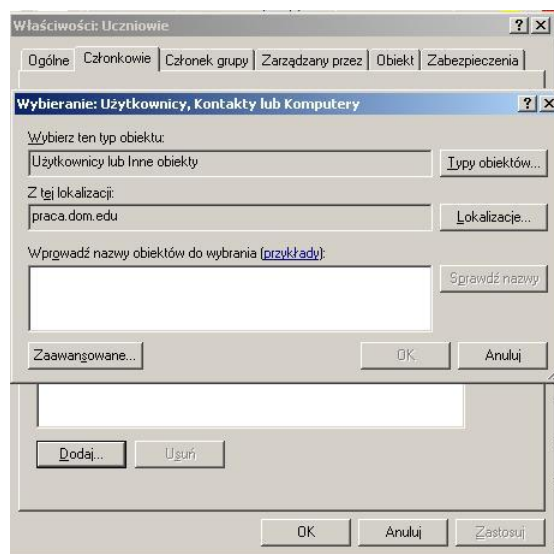 Właściwości: Uczniowie
Ogólne Członkowie Członek grupy Zarządzany przez Obiekt Zabezpieczenia
Wybieranie: Użytkownicy, Kontakty lub Komputery
Wybierz ten typ obiektu:
Użytkownicy lub Inne obiekty Typy obiektów...
Z tej lokalizacji:
praca.dom.edu Lokalizacje...
Wprowadź nazwy obiektów do wybrania (przykłady):
Sprawdź nazwy
Zaawansowane... OK Anuluj
Dodaj... Usuń
OK Anuluj Zastosuj